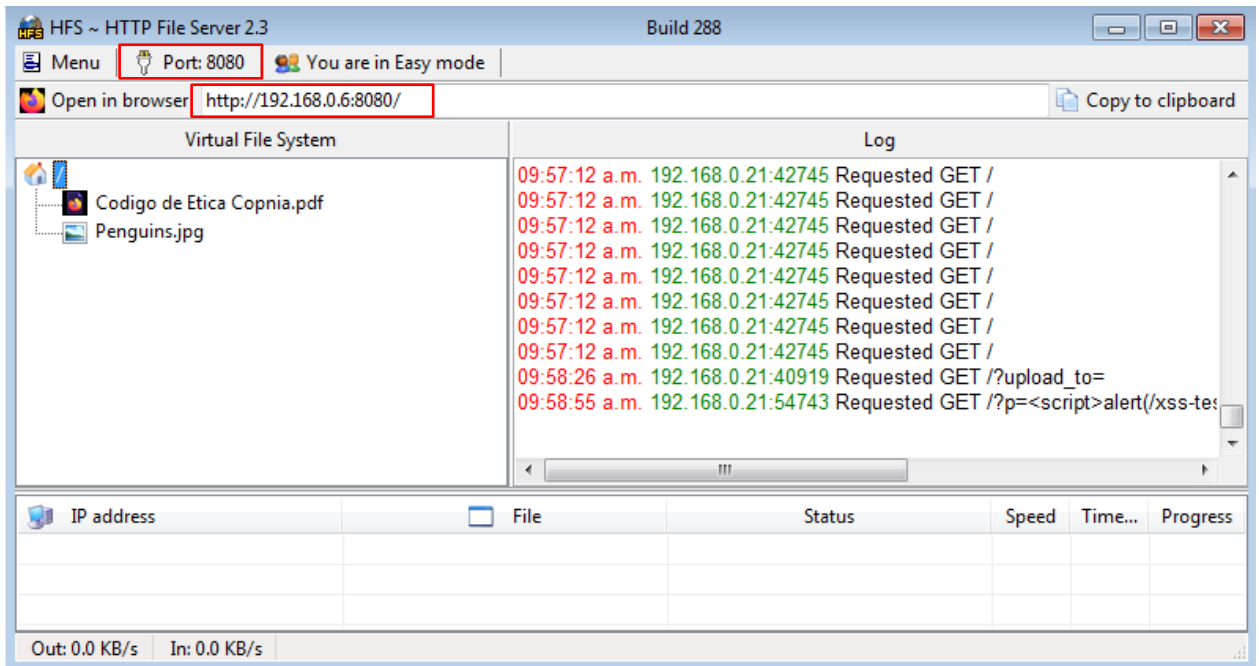 HFS ~ HTTP File Server 2.3 Build 288
Menu Port: 8080 You are in Easy mode
Open in browser http://192.168.0.6:8080/ Copy to clipboard
Virtual File System
/
Codigo de Etica Copnia.pdf
Penguins.jpg
Log
09:57:12 a.m. 192.168.0.21:42745 Requested GET /
09:57:12 a.m. 192.168.0.21:42745 Requested GET /
09:57:12 a.m. 192.168.0.21:42745 Requested GET /
09:57:12 a.m. 192.168.0.21:42745 Requested GET /
09:57:12 a.m. 192.168.0.21:42745 Requested GET /
09:57:12 a.m. 192.168.0.21:42745 Requested GET /
09:57:12 a.m. 192.168.0.21:42745 Requested GET /
09:57:12 a.m. 192.168.0.21:42745 Requested GET /
09:58:26 a.m. 192.168.0.21:40919 Requested GET /?upload_to=
09:58:55 a.m. 192.168.0.21:54743 Requested GET /?p=<script>alert(/xss-tes
IP address File Status Speed Time... Progress
Out: 0.0 KB/s In: 0.0 KB/s